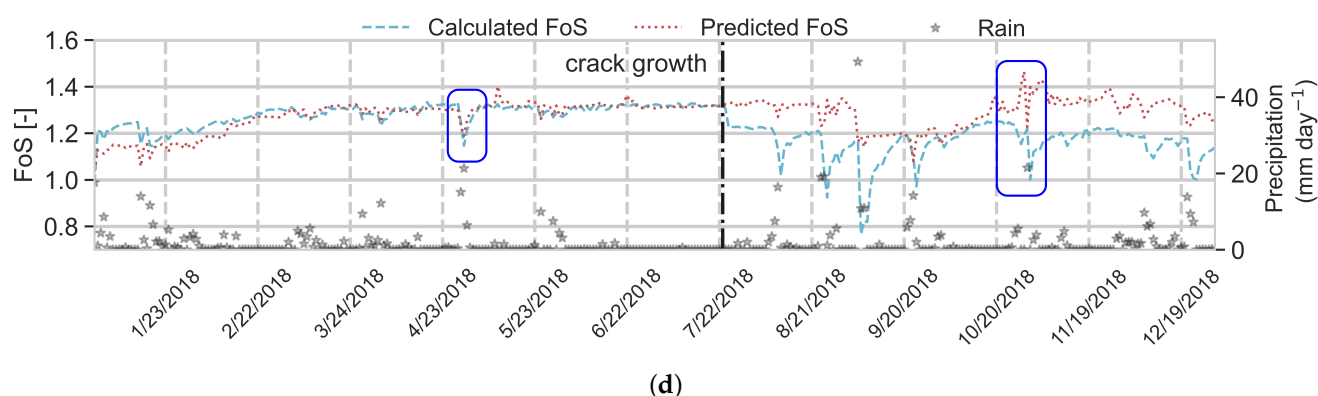 Calculated FoS Predicted FoS Rain
1.6
1.4
1.2
1.0
0.8
FoS [-]
crack growth
40
20
0
Precipitation
(mm day⁻¹)
1/23/2018 2/22/2018 3/24/2018 4/23/2018 5/23/2018 6/22/2018 7/22/2018 8/21/2018 9/20/2018 10/20/2018 11/19/2018 12/19/2018
(d)